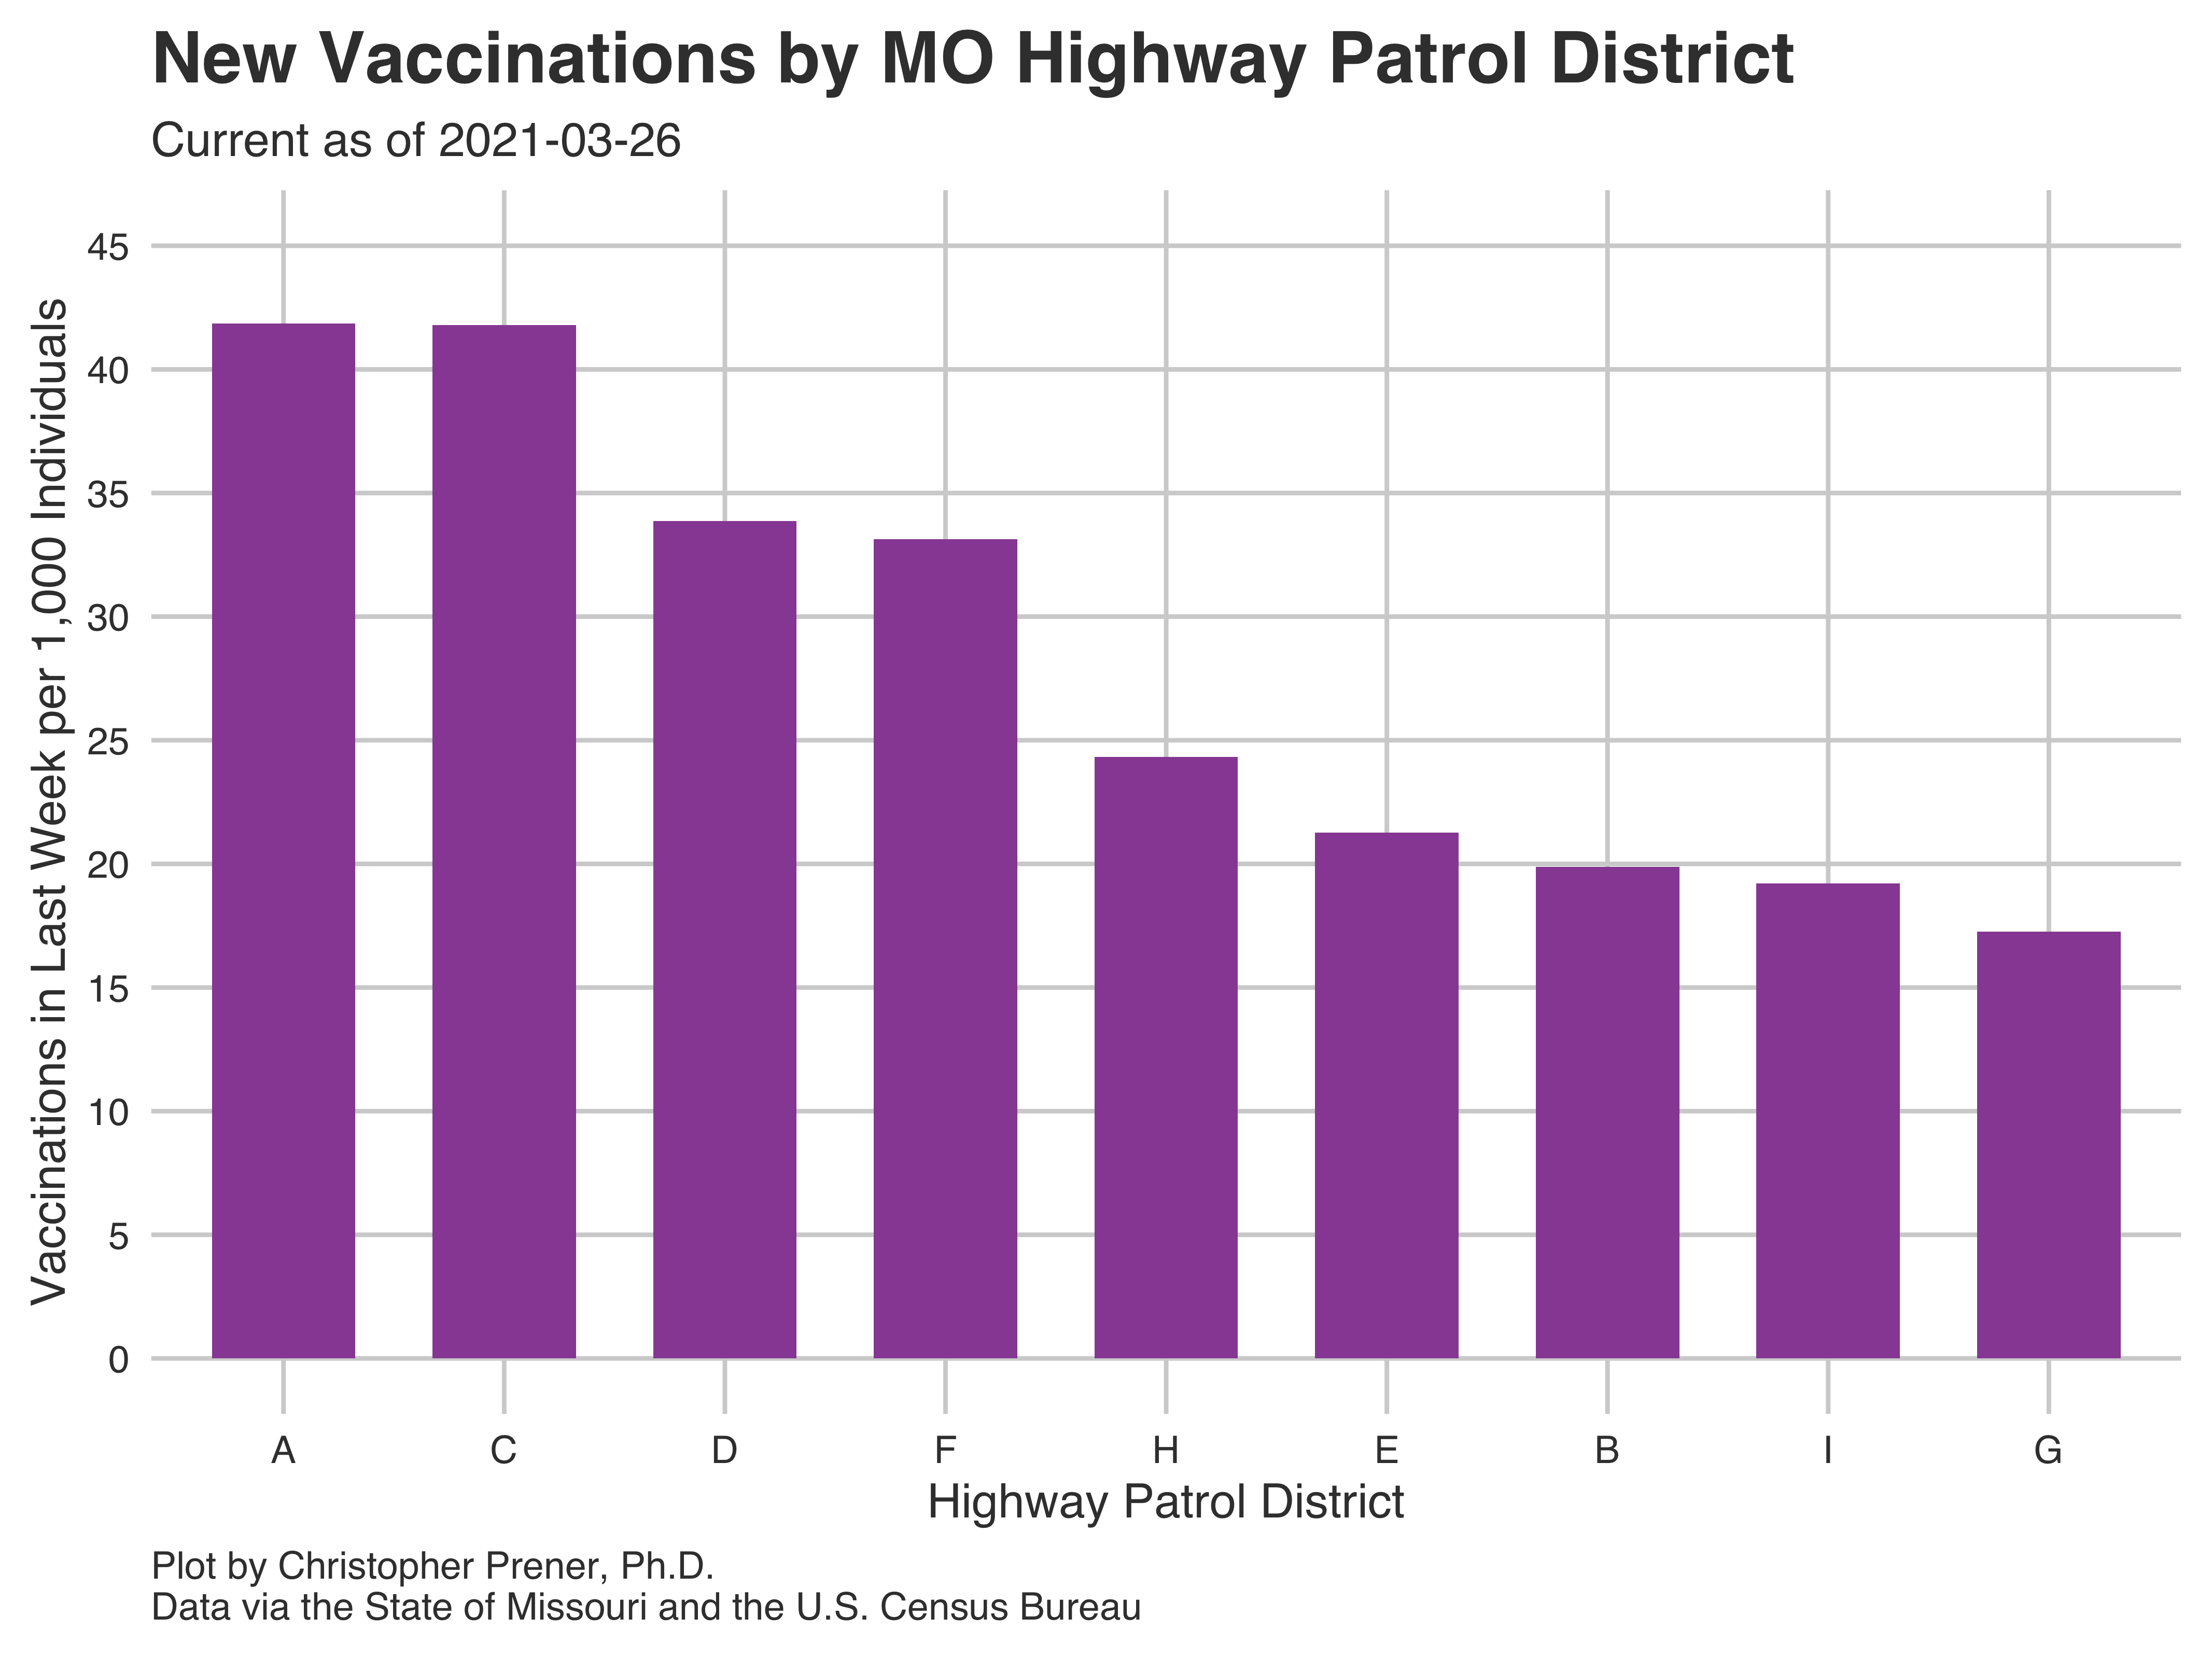 New Vaccinations by MO Highway Patrol District
Current as of 2021-03-26
Vaccinations in Last Week per 1,000 Individuals
45
40
35
30
25
20
15
10
5
0
A C D F H E B I G
Highway Patrol District
Plot by Christopher Prener, Ph.D.
Data via the State of Missouri and the U.S. Census Bureau